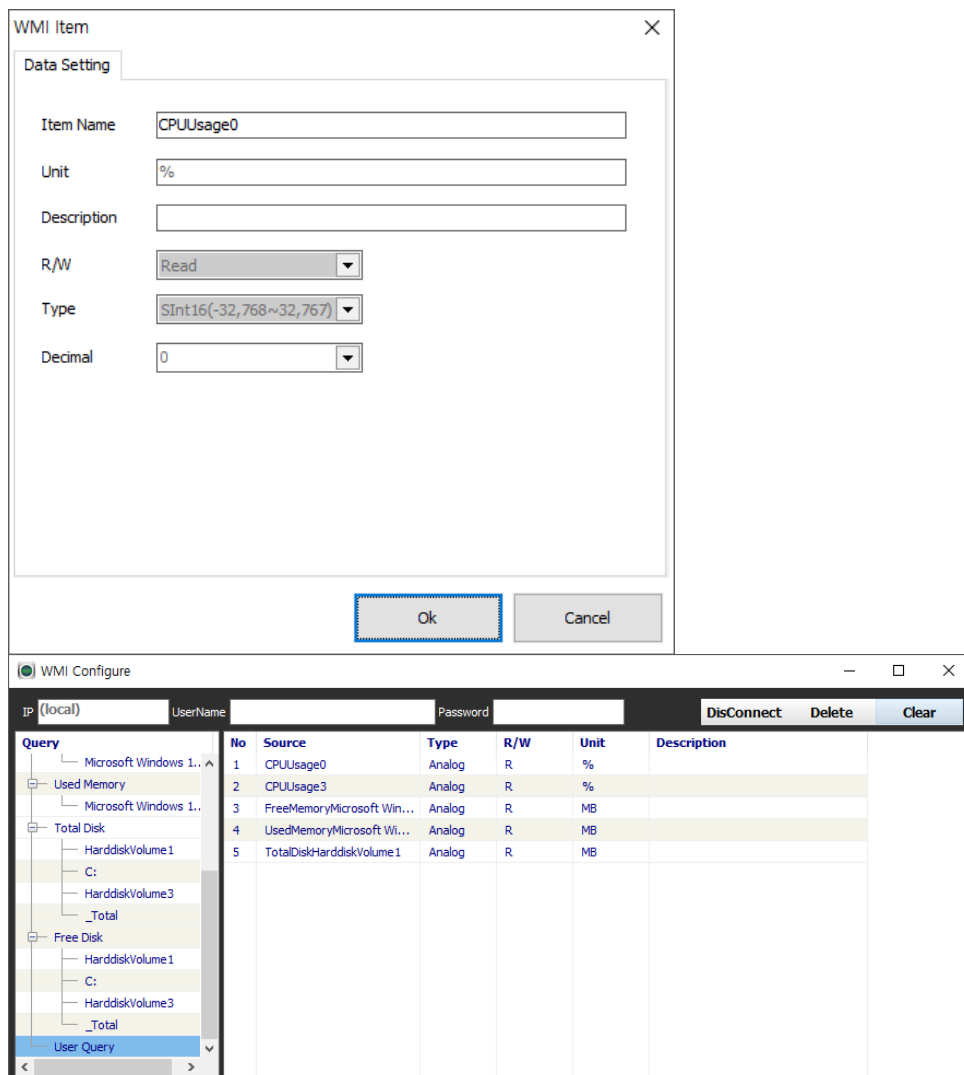 WMI Item
Data Setting
Item Name CPUUsage0
Unit %
Description
R/W Read
Type SInt16(-32,768~32,767)
Decimal 0
Ok Cancel
WMI Configure
IP (local) UserName Password DisConnect Delete Clear
Query
Microsoft Windows 1..
Used Memory
Microsoft Windows 1..
Total Disk
HarddiskVolume1
C:
HarddiskVolume3
_Total
Free Disk
HarddiskVolume1
C:
HarddiskVolume3
_Total
User Query
No Source Type R/W Unit Description
1 CPUUsage0 Analog R %
2 CPUUsage3 Analog R %
3 FreeMemoryMicrosoft Win... Analog R MB
4 UsedMemoryMicrosoft Wi... Analog R MB
5 TotalDiskHarddiskVolume1 Analog R MB